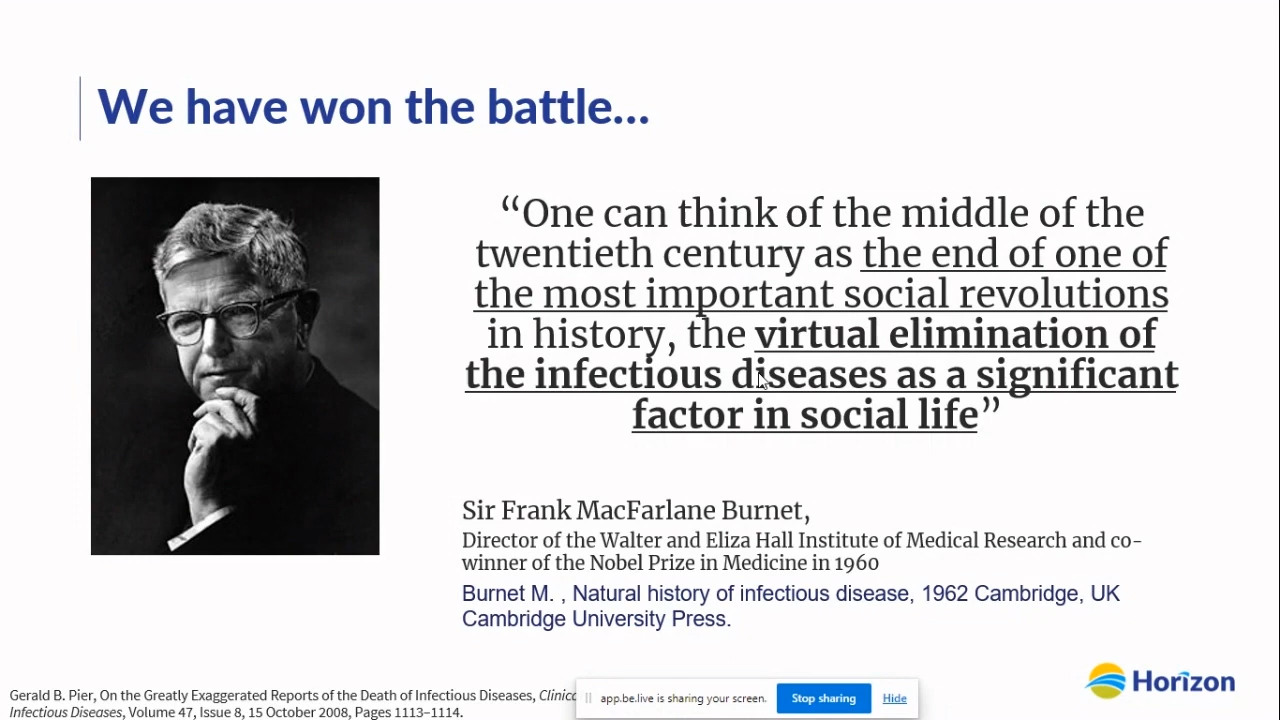 We have won the battle...
“One can think of the middle of the
twentieth century as the end of one of
the most important social revolutions
in history, the virtual elimination of
the infectious diseases as a significant
factor in social life”
Sir Frank MacFarlane Burnet,
Director of the Walter and Eliza Hall Institute of Medical Research and co-
winner of the Nobel Prize in Medicine in 1960
Burnet M. , Natural history of infectious disease, 1962 Cambridge, UK
Cambridge University Press.
Horizon
Gerald B. Pier, On the Greatly Exaggerated Reports of the Death of Infectious Diseases,
Infectious Diseases, Volume 47, Issue 8, 15 October 2008, Pages 1113–1114.
app.be.live is sharing your screen.
Stop sharing
Hide